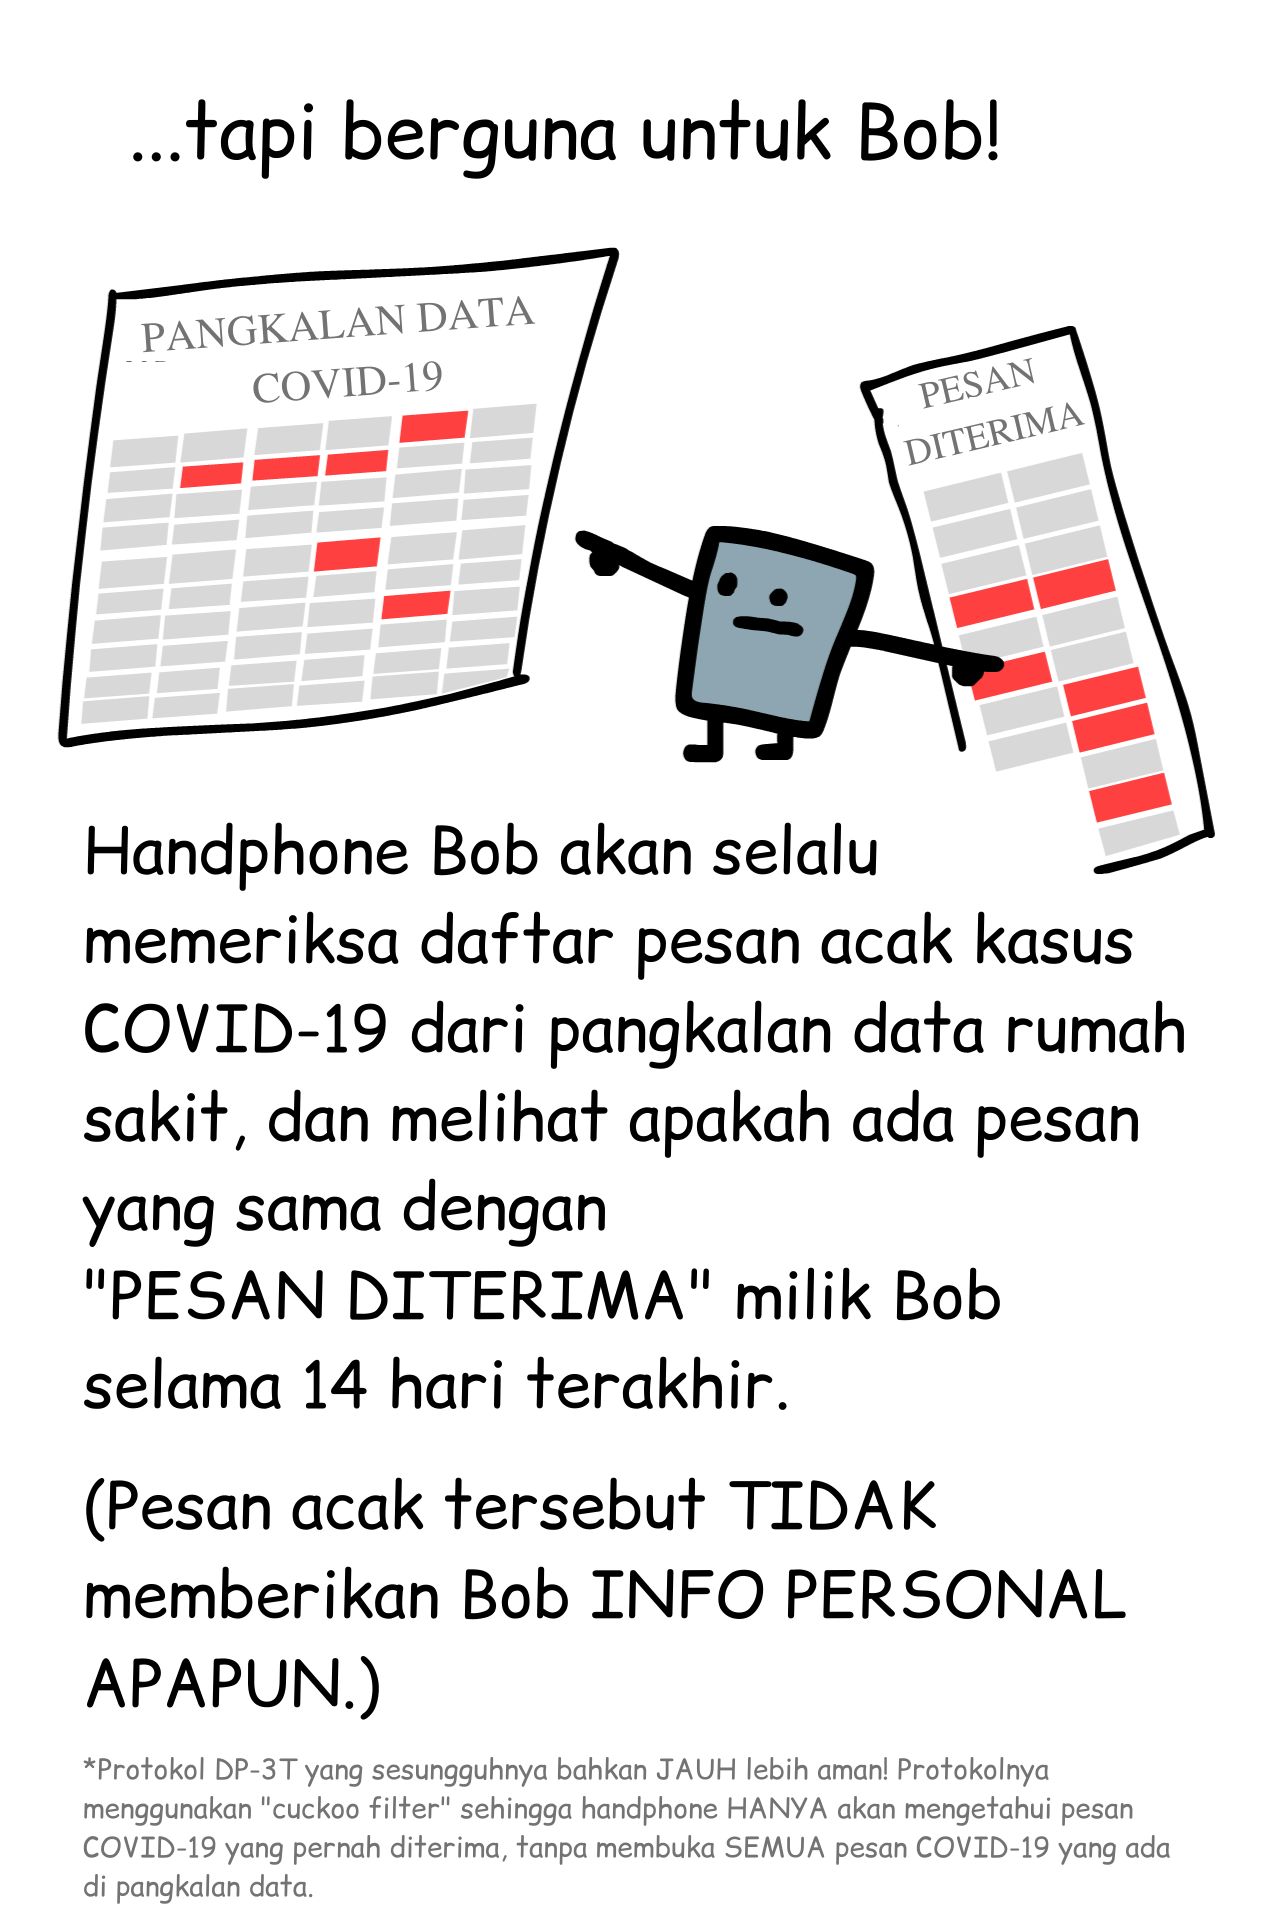 ...tapi berguna untuk Bob!
PANGKALAN DATA
COVID-19
PESAN
DITERIMA
Handphone Bob akan selalu
memeriksa daftar pesan acak kasus
COVID-19 dari pangkalan data rumah
sakit, dan melihat apakah ada pesan
yang sama dengan
"PESAN DITERIMA" milik Bob
selama 14 hari terakhir.
(Pesan acak tersebut TIDAK
memberikan Bob INFO PERSONAL
APAPUN.)
*Protokol DP-3T yang sesungguhnya bahkan JAUH lebih aman! Protokolnya
menggunakan "cuckoo filter" sehingga handphone HANYA akan mengetahui pesan
COVID-19 yang pernah diterima, tanpa membuka SEMUA pesan COVID-19 yang ada
di pangkalan data.